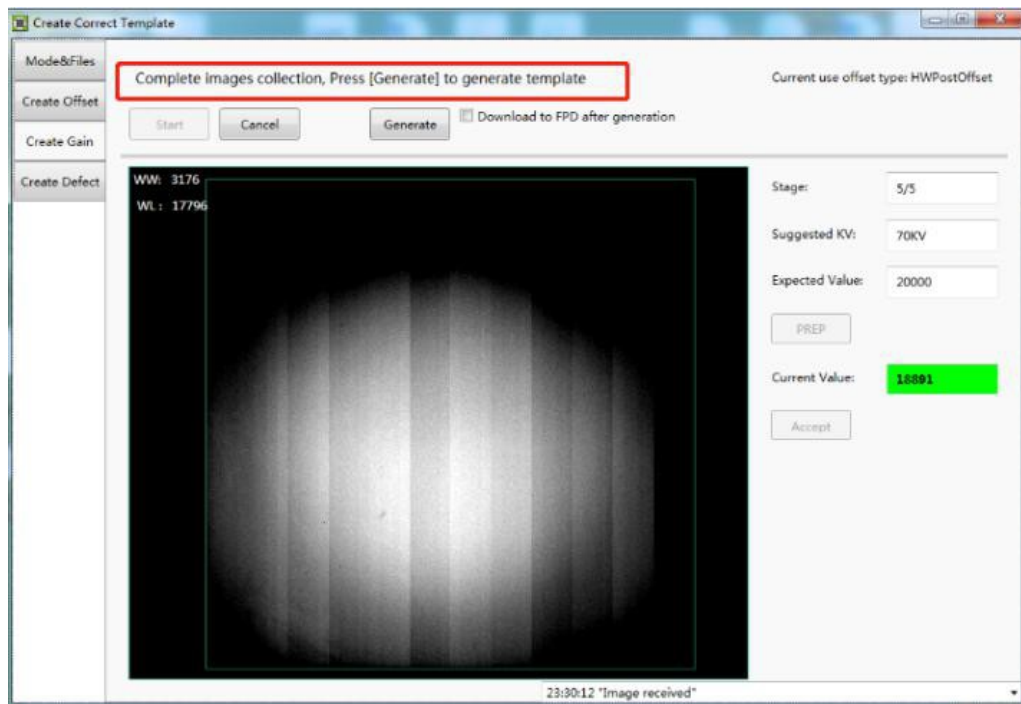 Create Correct Template
Mode&Files
Create Offset
Create Gain
Create Defect
Complete images collection, Press [Generate] to generate template
Current use offset type: HWPostOffset
Start
Cancel
Generate
Download to FPD after generation
WW: 3176
WL: 17796
Stage:
5/5
Suggested KV:
70KV
Expected Value:
20000
PREP
Current Value:
18891
Accept
23:30:12 "Image received"